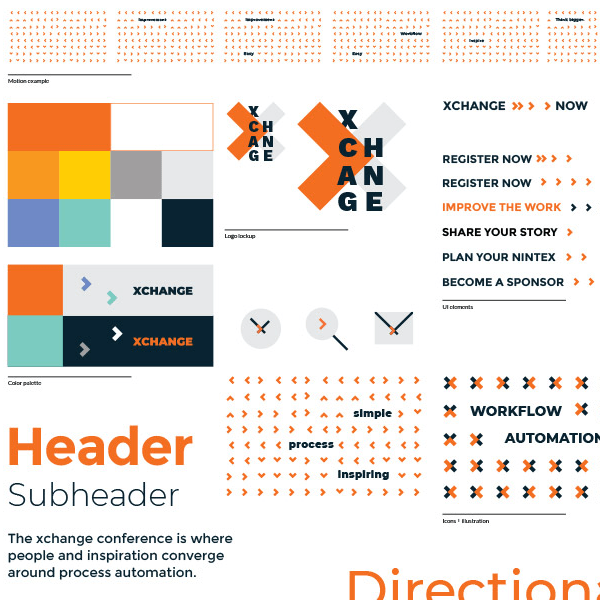 Improvement
Easy
Improvement
Workflow
Easy
Inspire
Think bigger.
Motion example
X
CH
AN
GE
X
CH
AN
GE
Logo lockup
XCHANGE NOW
REGISTER NOW
REGISTER NOW
IMPROVE THE WORK
SHARE YOUR STORY
PLAN YOUR NINTEX
BECOME A SPONSOR
UI elements
XCHANGE
XCHANGE
Color palette
simple
process
inspiring
WORKFLOW
AUTOMATION
Icons + Illustration
Header
Subheader
The xchange conference is where
people and inspiration converge
around process automation.
Directiona